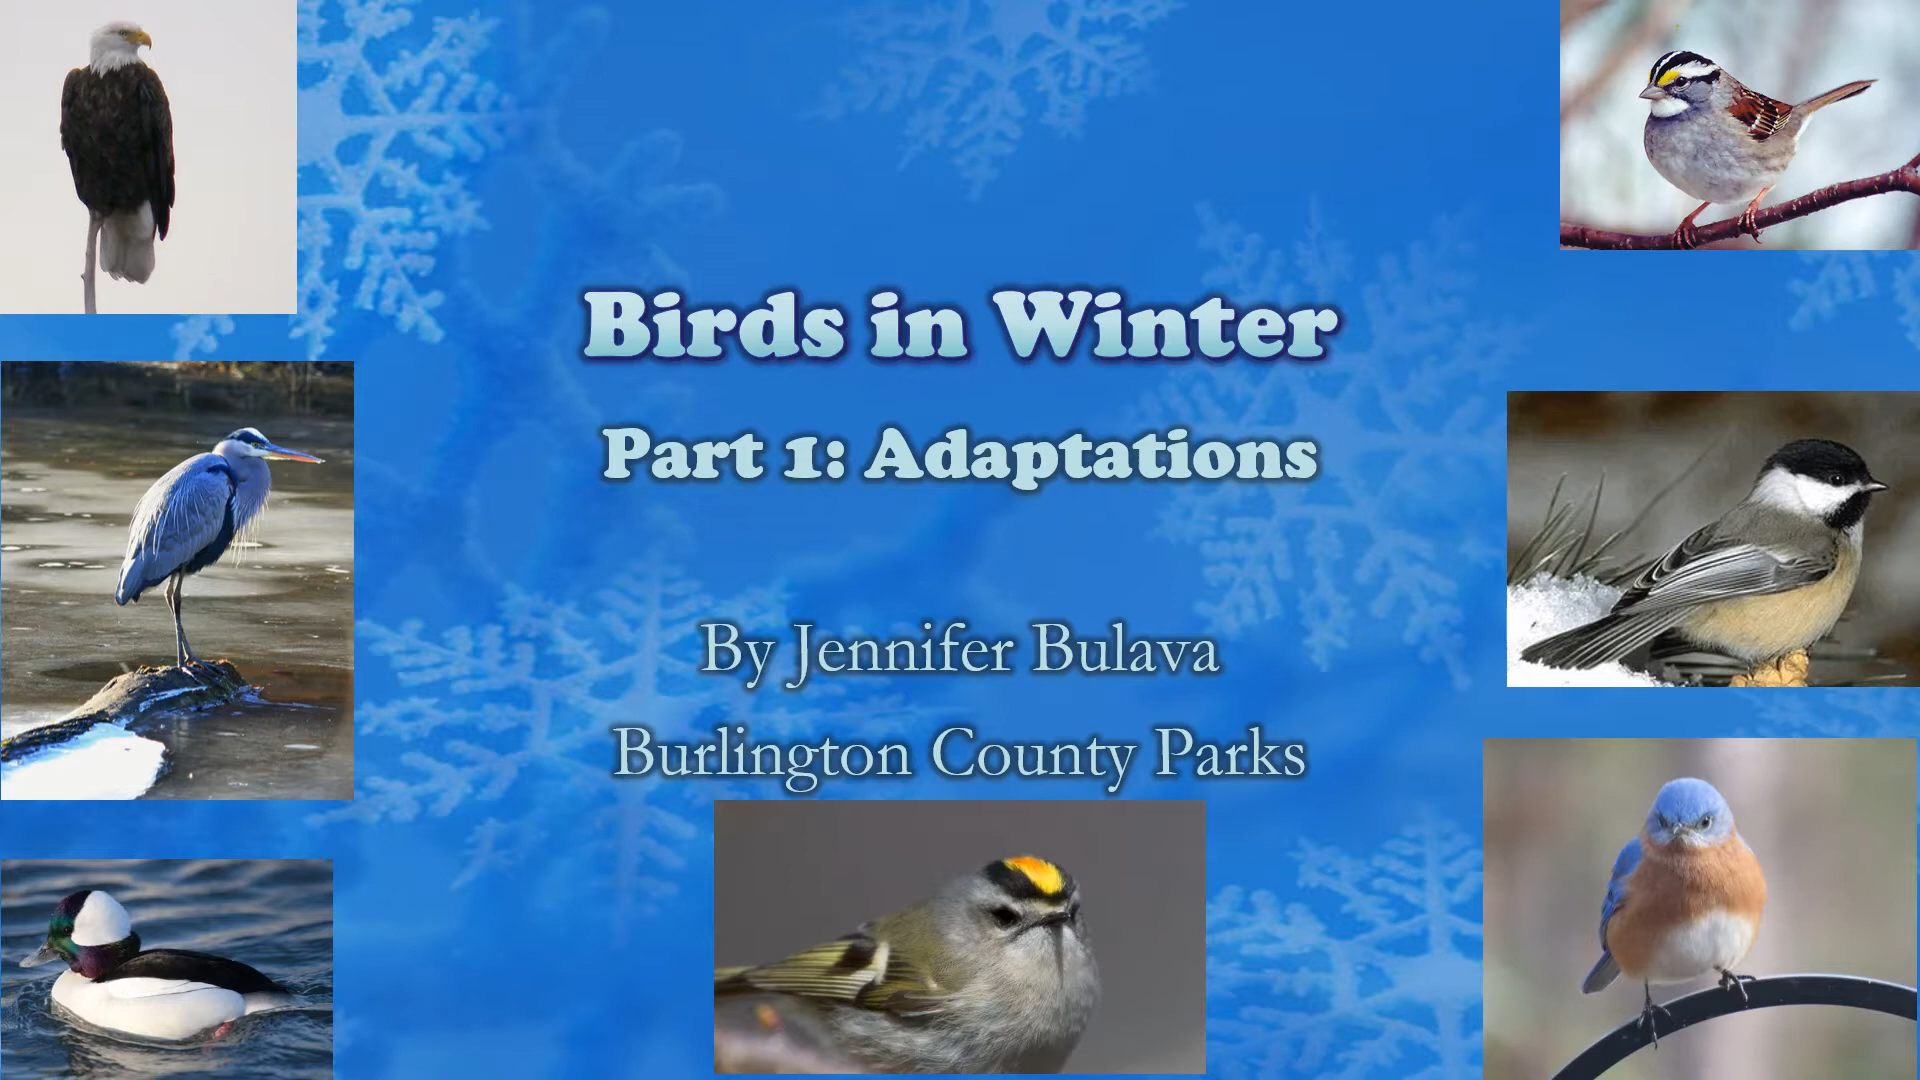 Birds in Winter
Part 1: Adaptations
By Jennifer Bulava
Burlington County Parks